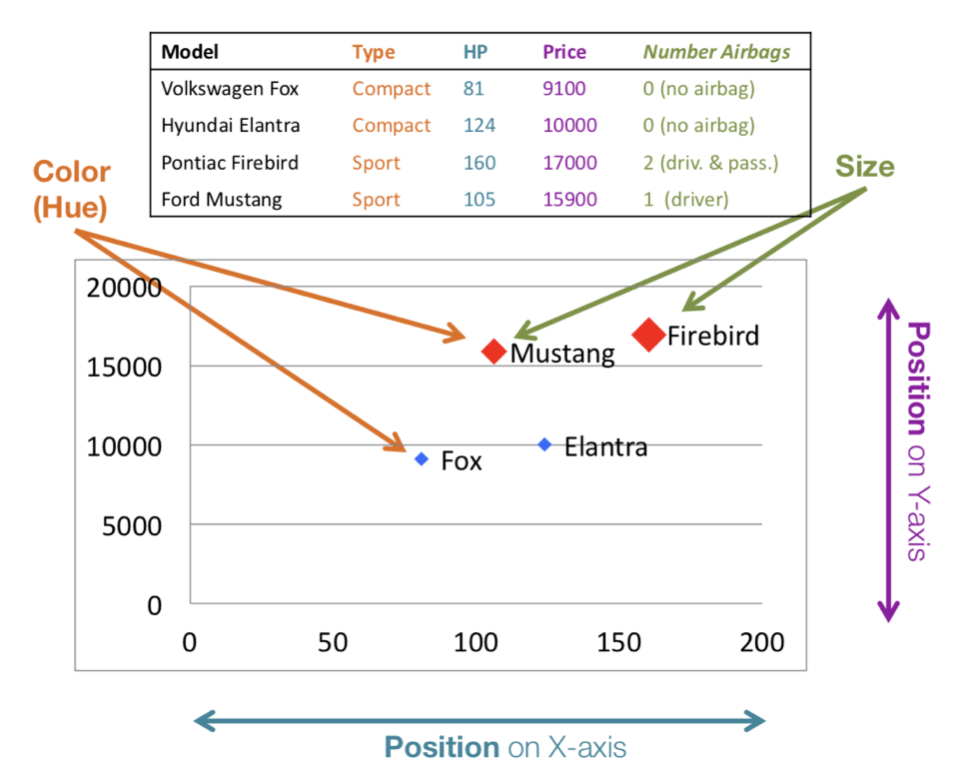 Model Type HP Price Number Airbags
Volkswagen Fox Compact 81 9100 0 (no airbag)
Hyundai Elantra Compact 124 10000 0 (no airbag)
Pontiac Firebird Sport 160 17000 2 (driv. & pass.)
Ford Mustang Sport 105 15900 1 (driver)
Color
(Hue)
Size
20000
15000
10000
5000
0
Firebird
Mustang
Elantra
Fox
0 50 100 150 200
Position on X-axis
Position on Y-axis